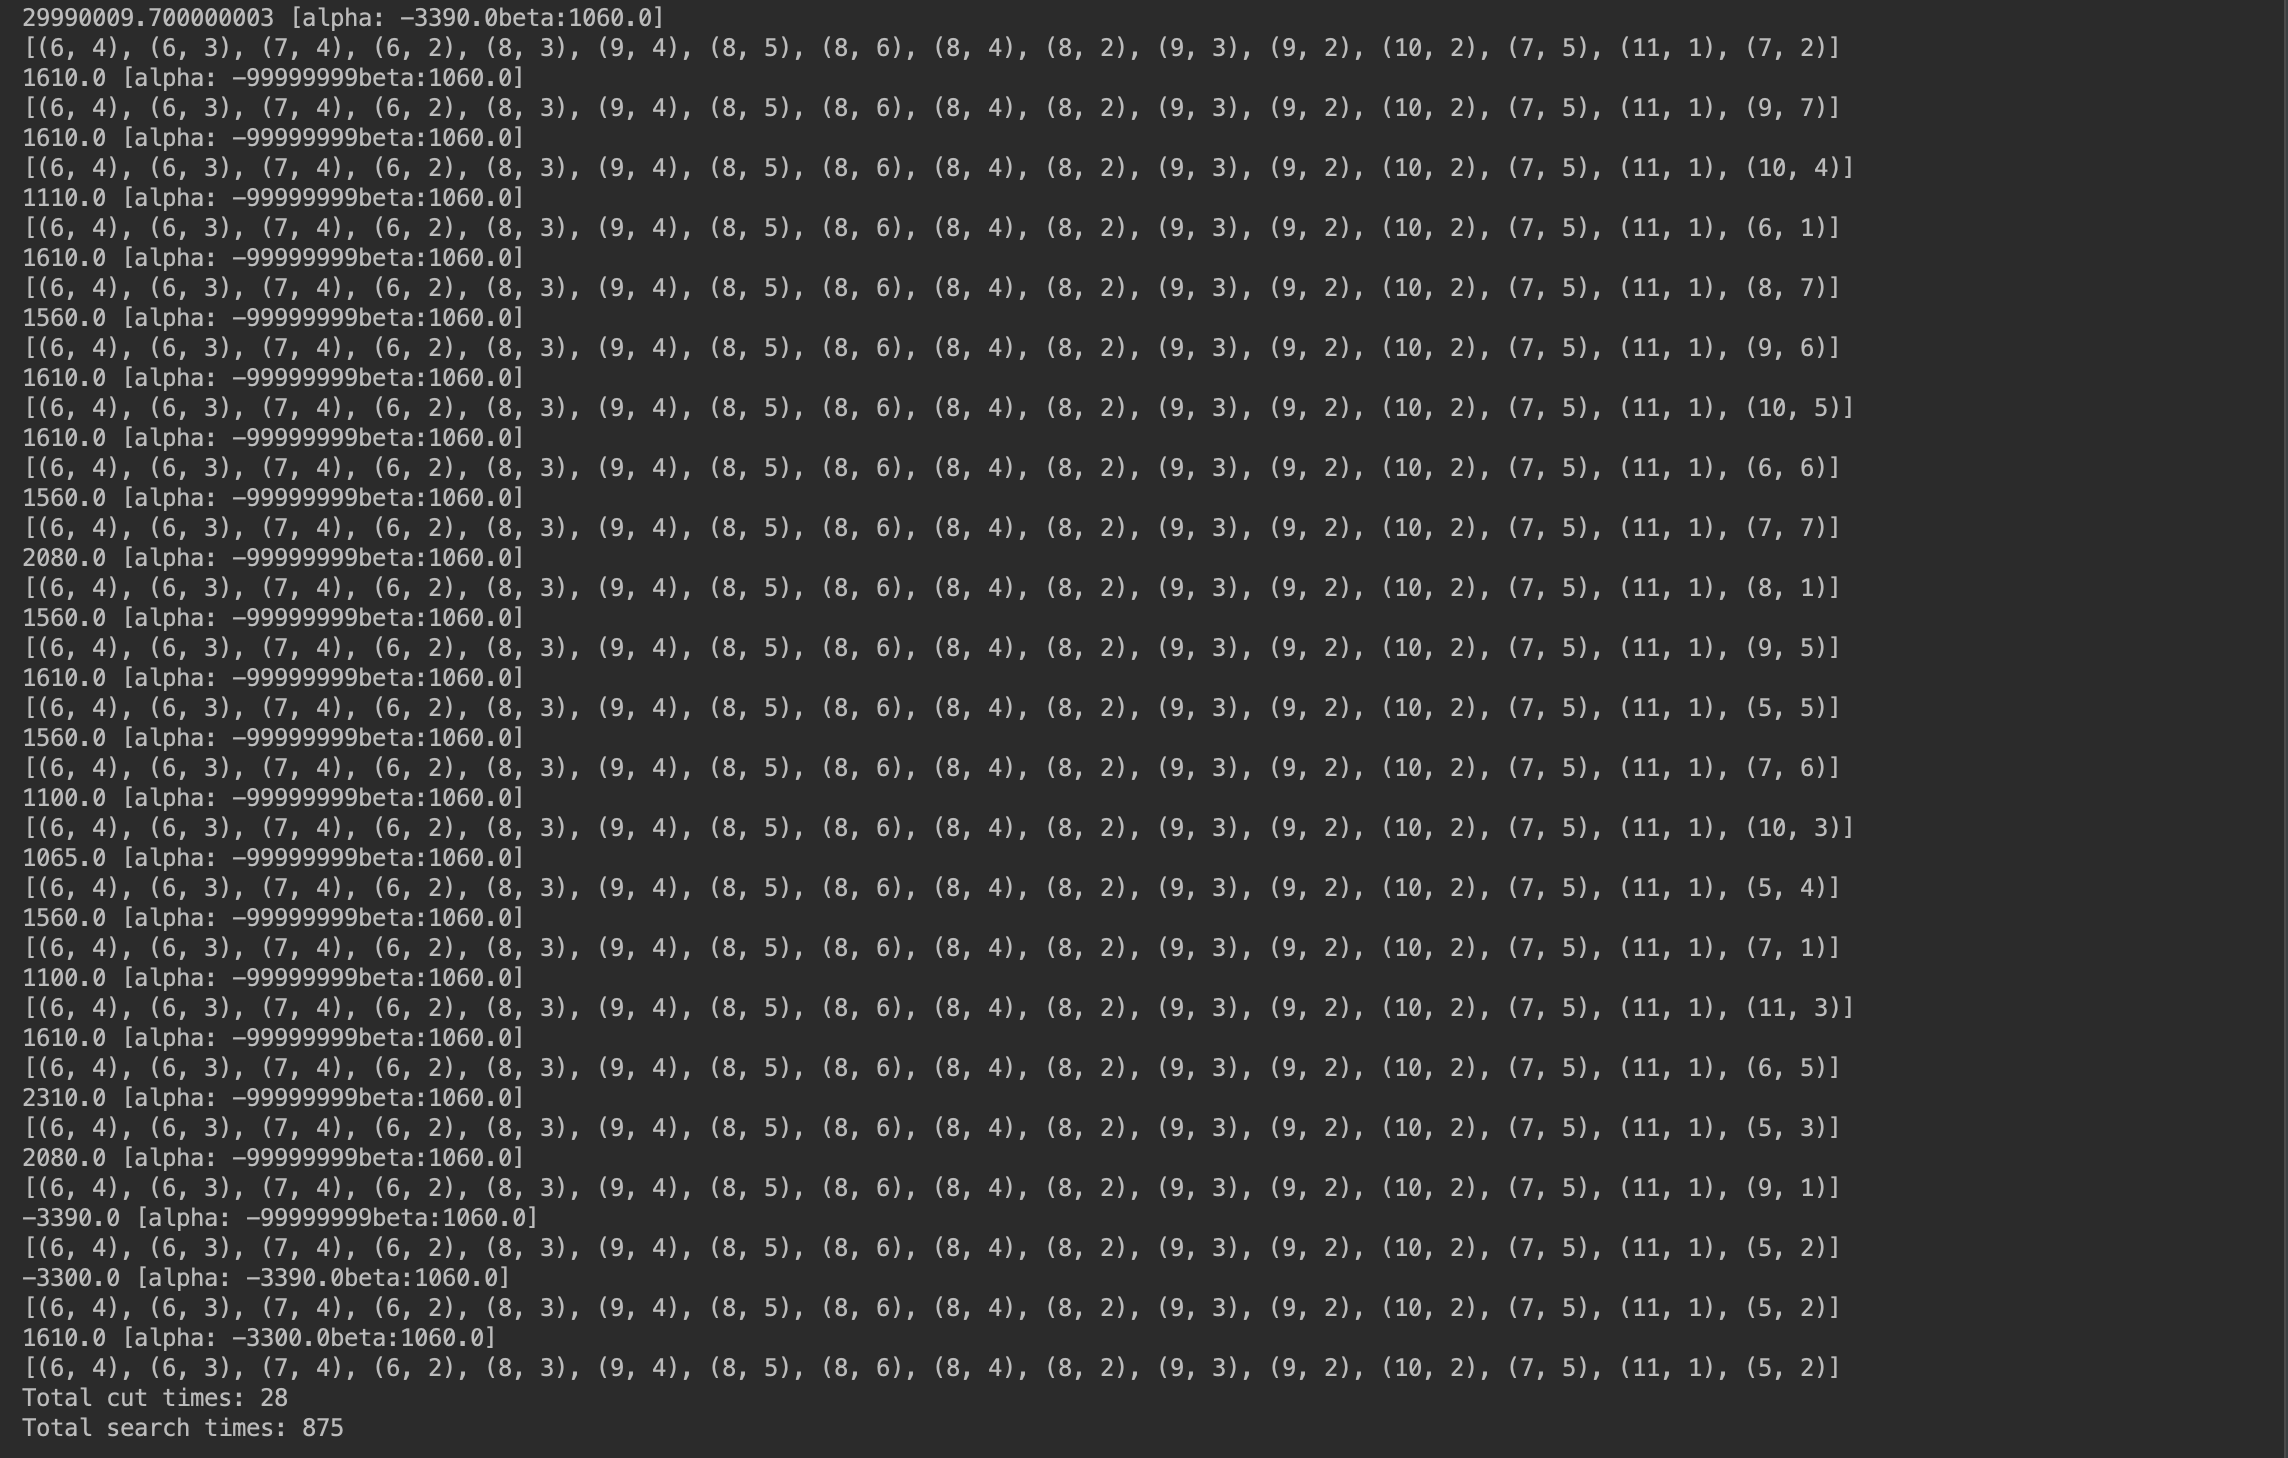 29990009.700000003 [alpha: -3390.0beta:1060.0]
[(6, 4), (6, 3), (7, 4), (6, 2), (8, 3), (9, 4), (8, 5), (8, 6), (8, 4), (8, 2), (9, 3), (9, 2), (10, 2), (7, 5), (11, 1), (7, 2)]
1610.0 [alpha: -99999999beta:1060.0]
[(6, 4), (6, 3), (7, 4), (6, 2), (8, 3), (9, 4), (8, 5), (8, 6), (8, 4), (8, 2), (9, 3), (9, 2), (10, 2), (7, 5), (11, 1), (9, 7)]
1610.0 [alpha: -99999999beta:1060.0]
[(6, 4), (6, 3), (7, 4), (6, 2), (8, 3), (9, 4), (8, 5), (8, 6), (8, 4), (8, 2), (9, 3), (9, 2), (10, 2), (7, 5), (11, 1), (10, 4)]
1110.0 [alpha: -99999999beta:1060.0]
[(6, 4), (6, 3), (7, 4), (6, 2), (8, 3), (9, 4), (8, 5), (8, 6), (8, 4), (8, 2), (9, 3), (9, 2), (10, 2), (7, 5), (11, 1), (6, 1)]
1610.0 [alpha: -99999999beta:1060.0]
[(6, 4), (6, 3), (7, 4), (6, 2), (8, 3), (9, 4), (8, 5), (8, 6), (8, 4), (8, 2), (9, 3), (9, 2), (10, 2), (7, 5), (11, 1), (8, 7)]
1560.0 [alpha: -99999999beta:1060.0]
[(6, 4), (6, 3), (7, 4), (6, 2), (8, 3), (9, 4), (8, 5), (8, 6), (8, 4), (8, 2), (9, 3), (9, 2), (10, 2), (7, 5), (11, 1), (9, 6)]
1610.0 [alpha: -99999999beta:1060.0]
[(6, 4), (6, 3), (7, 4), (6, 2), (8, 3), (9, 4), (8, 5), (8, 6), (8, 4), (8, 2), (9, 3), (9, 2), (10, 2), (7, 5), (11, 1), (10, 5)]
1610.0 [alpha: -99999999beta:1060.0]
[(6, 4), (6, 3), (7, 4), (6, 2), (8, 3), (9, 4), (8, 5), (8, 6), (8, 4), (8, 2), (9, 3), (9, 2), (10, 2), (7, 5), (11, 1), (6, 6)]
1560.0 [alpha: -99999999beta:1060.0]
[(6, 4), (6, 3), (7, 4), (6, 2), (8, 3), (9, 4), (8, 5), (8, 6), (8, 4), (8, 2), (9, 3), (9, 2), (10, 2), (7, 5), (11, 1), (7, 7)]
2080.0 [alpha: -99999999beta:1060.0]
[(6, 4), (6, 3), (7, 4), (6, 2), (8, 3), (9, 4), (8, 5), (8, 6), (8, 4), (8, 2), (9, 3), (9, 2), (10, 2), (7, 5), (11, 1), (8, 1)]
1560.0 [alpha: -99999999beta:1060.0]
[(6, 4), (6, 3), (7, 4), (6, 2), (8, 3), (9, 4), (8, 5), (8, 6), (8, 4), (8, 2), (9, 3), (9, 2), (10, 2), (7, 5), (11, 1), (9, 5)]
1610.0 [alpha: -99999999beta:1060.0]
[(6, 4), (6, 3), (7, 4), (6, 2), (8, 3), (9, 4), (8, 5), (8, 6), (8, 4), (8, 2), (9, 3), (9, 2), (10, 2), (7, 5), (11, 1), (5, 5)]
1560.0 [alpha: -99999999beta:1060.0]
[(6, 4), (6, 3), (7, 4), (6, 2), (8, 3), (9, 4), (8, 5), (8, 6), (8, 4), (8, 2), (9, 3), (9, 2), (10, 2), (7, 5), (11, 1), (7, 6)]
1100.0 [alpha: -99999999beta:1060.0]
[(6, 4), (6, 3), (7, 4), (6, 2), (8, 3), (9, 4), (8, 5), (8, 6), (8, 4), (8, 2), (9, 3), (9, 2), (10, 2), (7, 5), (11, 1), (10, 3)]
1065.0 [alpha: -99999999beta:1060.0]
[(6, 4), (6, 3), (7, 4), (6, 2), (8, 3), (9, 4), (8, 5), (8, 6), (8, 4), (8, 2), (9, 3), (9, 2), (10, 2), (7, 5), (11, 1), (5, 4)]
1560.0 [alpha: -99999999beta:1060.0]
[(6, 4), (6, 3), (7, 4), (6, 2), (8, 3), (9, 4), (8, 5), (8, 6), (8, 4), (8, 2), (9, 3), (9, 2), (10, 2), (7, 5), (11, 1), (7, 1)]
1100.0 [alpha: -99999999beta:1060.0]
[(6, 4), (6, 3), (7, 4), (6, 2), (8, 3), (9, 4), (8, 5), (8, 6), (8, 4), (8, 2), (9, 3), (9, 2), (10, 2), (7, 5), (11, 1), (11, 3)]
1610.0 [alpha: -99999999beta:1060.0]
[(6, 4), (6, 3), (7, 4), (6, 2), (8, 3), (9, 4), (8, 5), (8, 6), (8, 4), (8, 2), (9, 3), (9, 2), (10, 2), (7, 5), (11, 1), (6, 5)]
2310.0 [alpha: -99999999beta:1060.0]
[(6, 4), (6, 3), (7, 4), (6, 2), (8, 3), (9, 4), (8, 5), (8, 6), (8, 4), (8, 2), (9, 3), (9, 2), (10, 2), (7, 5), (11, 1), (5, 3)]
2080.0 [alpha: -99999999beta:1060.0]
[(6, 4), (6, 3), (7, 4), (6, 2), (8, 3), (9, 4), (8, 5), (8, 6), (8, 4), (8, 2), (9, 3), (9, 2), (10, 2), (7, 5), (11, 1), (9, 1)]
-3390.0 [alpha: -99999999beta:1060.0]
[(6, 4), (6, 3), (7, 4), (6, 2), (8, 3), (9, 4), (8, 5), (8, 6), (8, 4), (8, 2), (9, 3), (9, 2), (10, 2), (7, 5), (11, 1), (5, 2)]
-3300.0 [alpha: -3390.0beta:1060.0]
[(6, 4), (6, 3), (7, 4), (6, 2), (8, 3), (9, 4), (8, 5), (8, 6), (8, 4), (8, 2), (9, 3), (9, 2), (10, 2), (7, 5), (11, 1), (5, 2)]
1610.0 [alpha: -3300.0beta:1060.0]
[(6, 4), (6, 3), (7, 4), (6, 2), (8, 3), (9, 4), (8, 5), (8, 6), (8, 4), (8, 2), (9, 3), (9, 2), (10, 2), (7, 5), (11, 1), (5, 2)]
Total cut times: 28
Total search times: 875